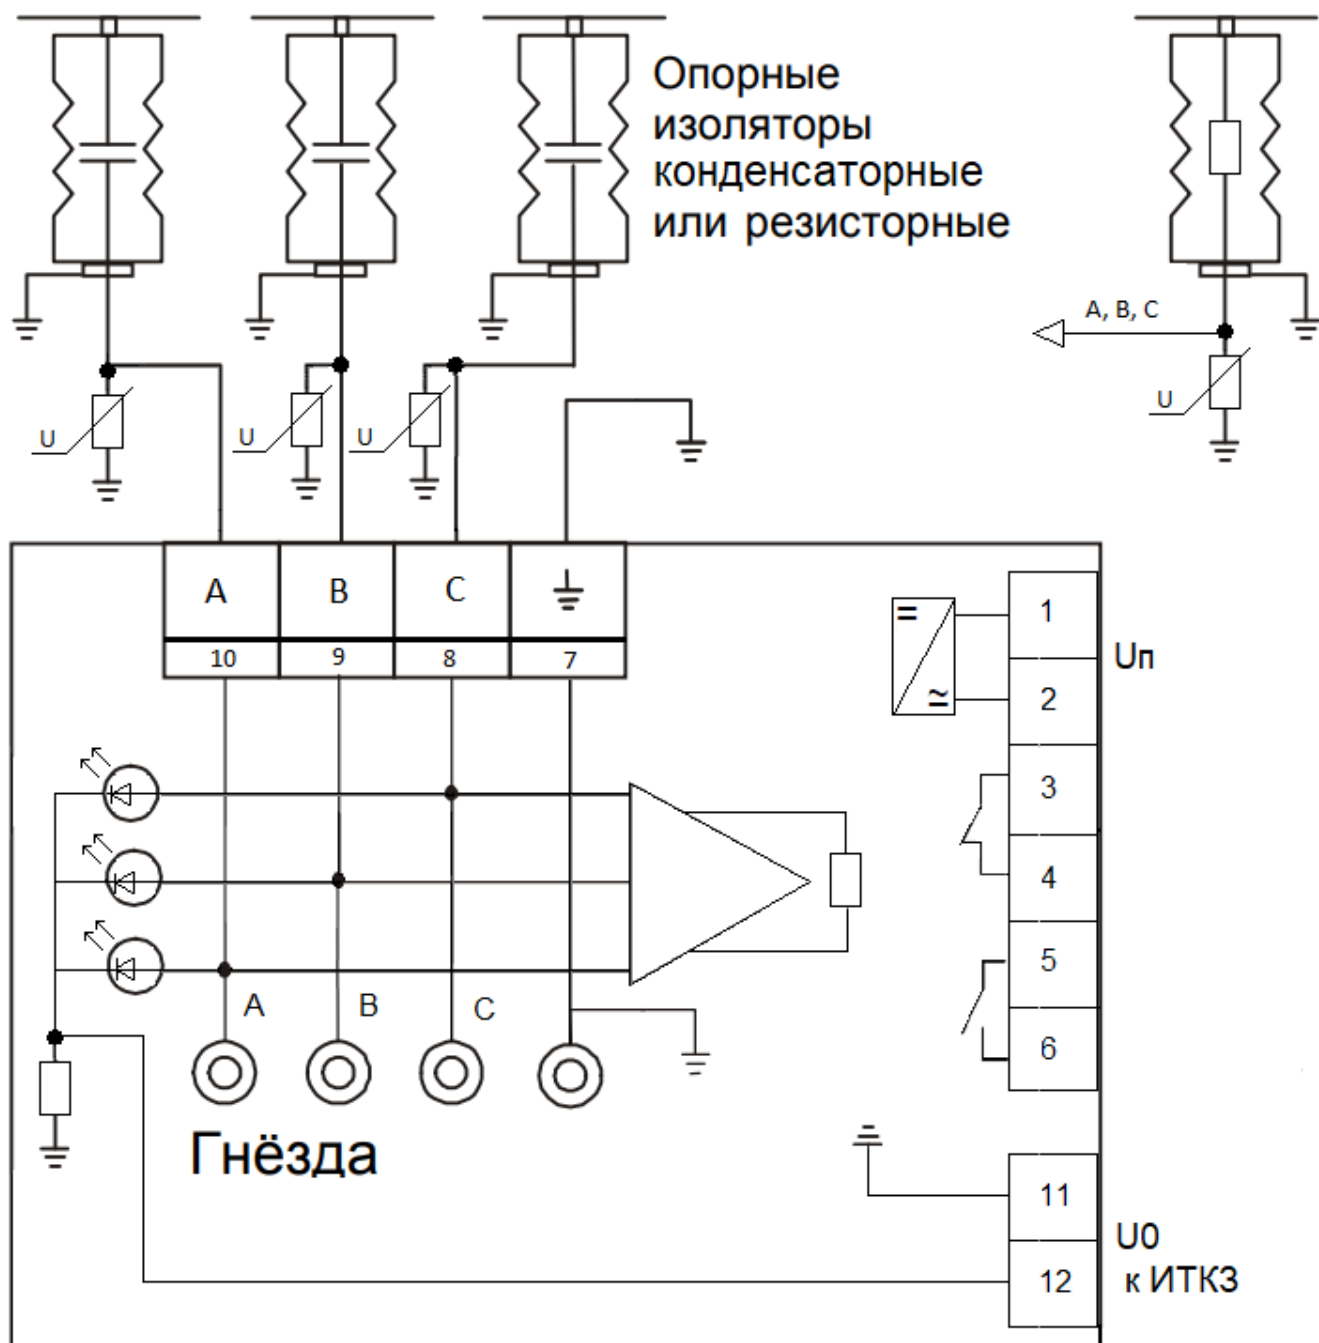 Опорные
изоляторы
конденсаторные
или резисторные
A, B, C
U
U
U
U
A
B
C
10
9
8
7
=
≃
1
2
3
4
5
6
Uп
A
B
C
Гнёзда
11
12
U0
к ИТКЗ